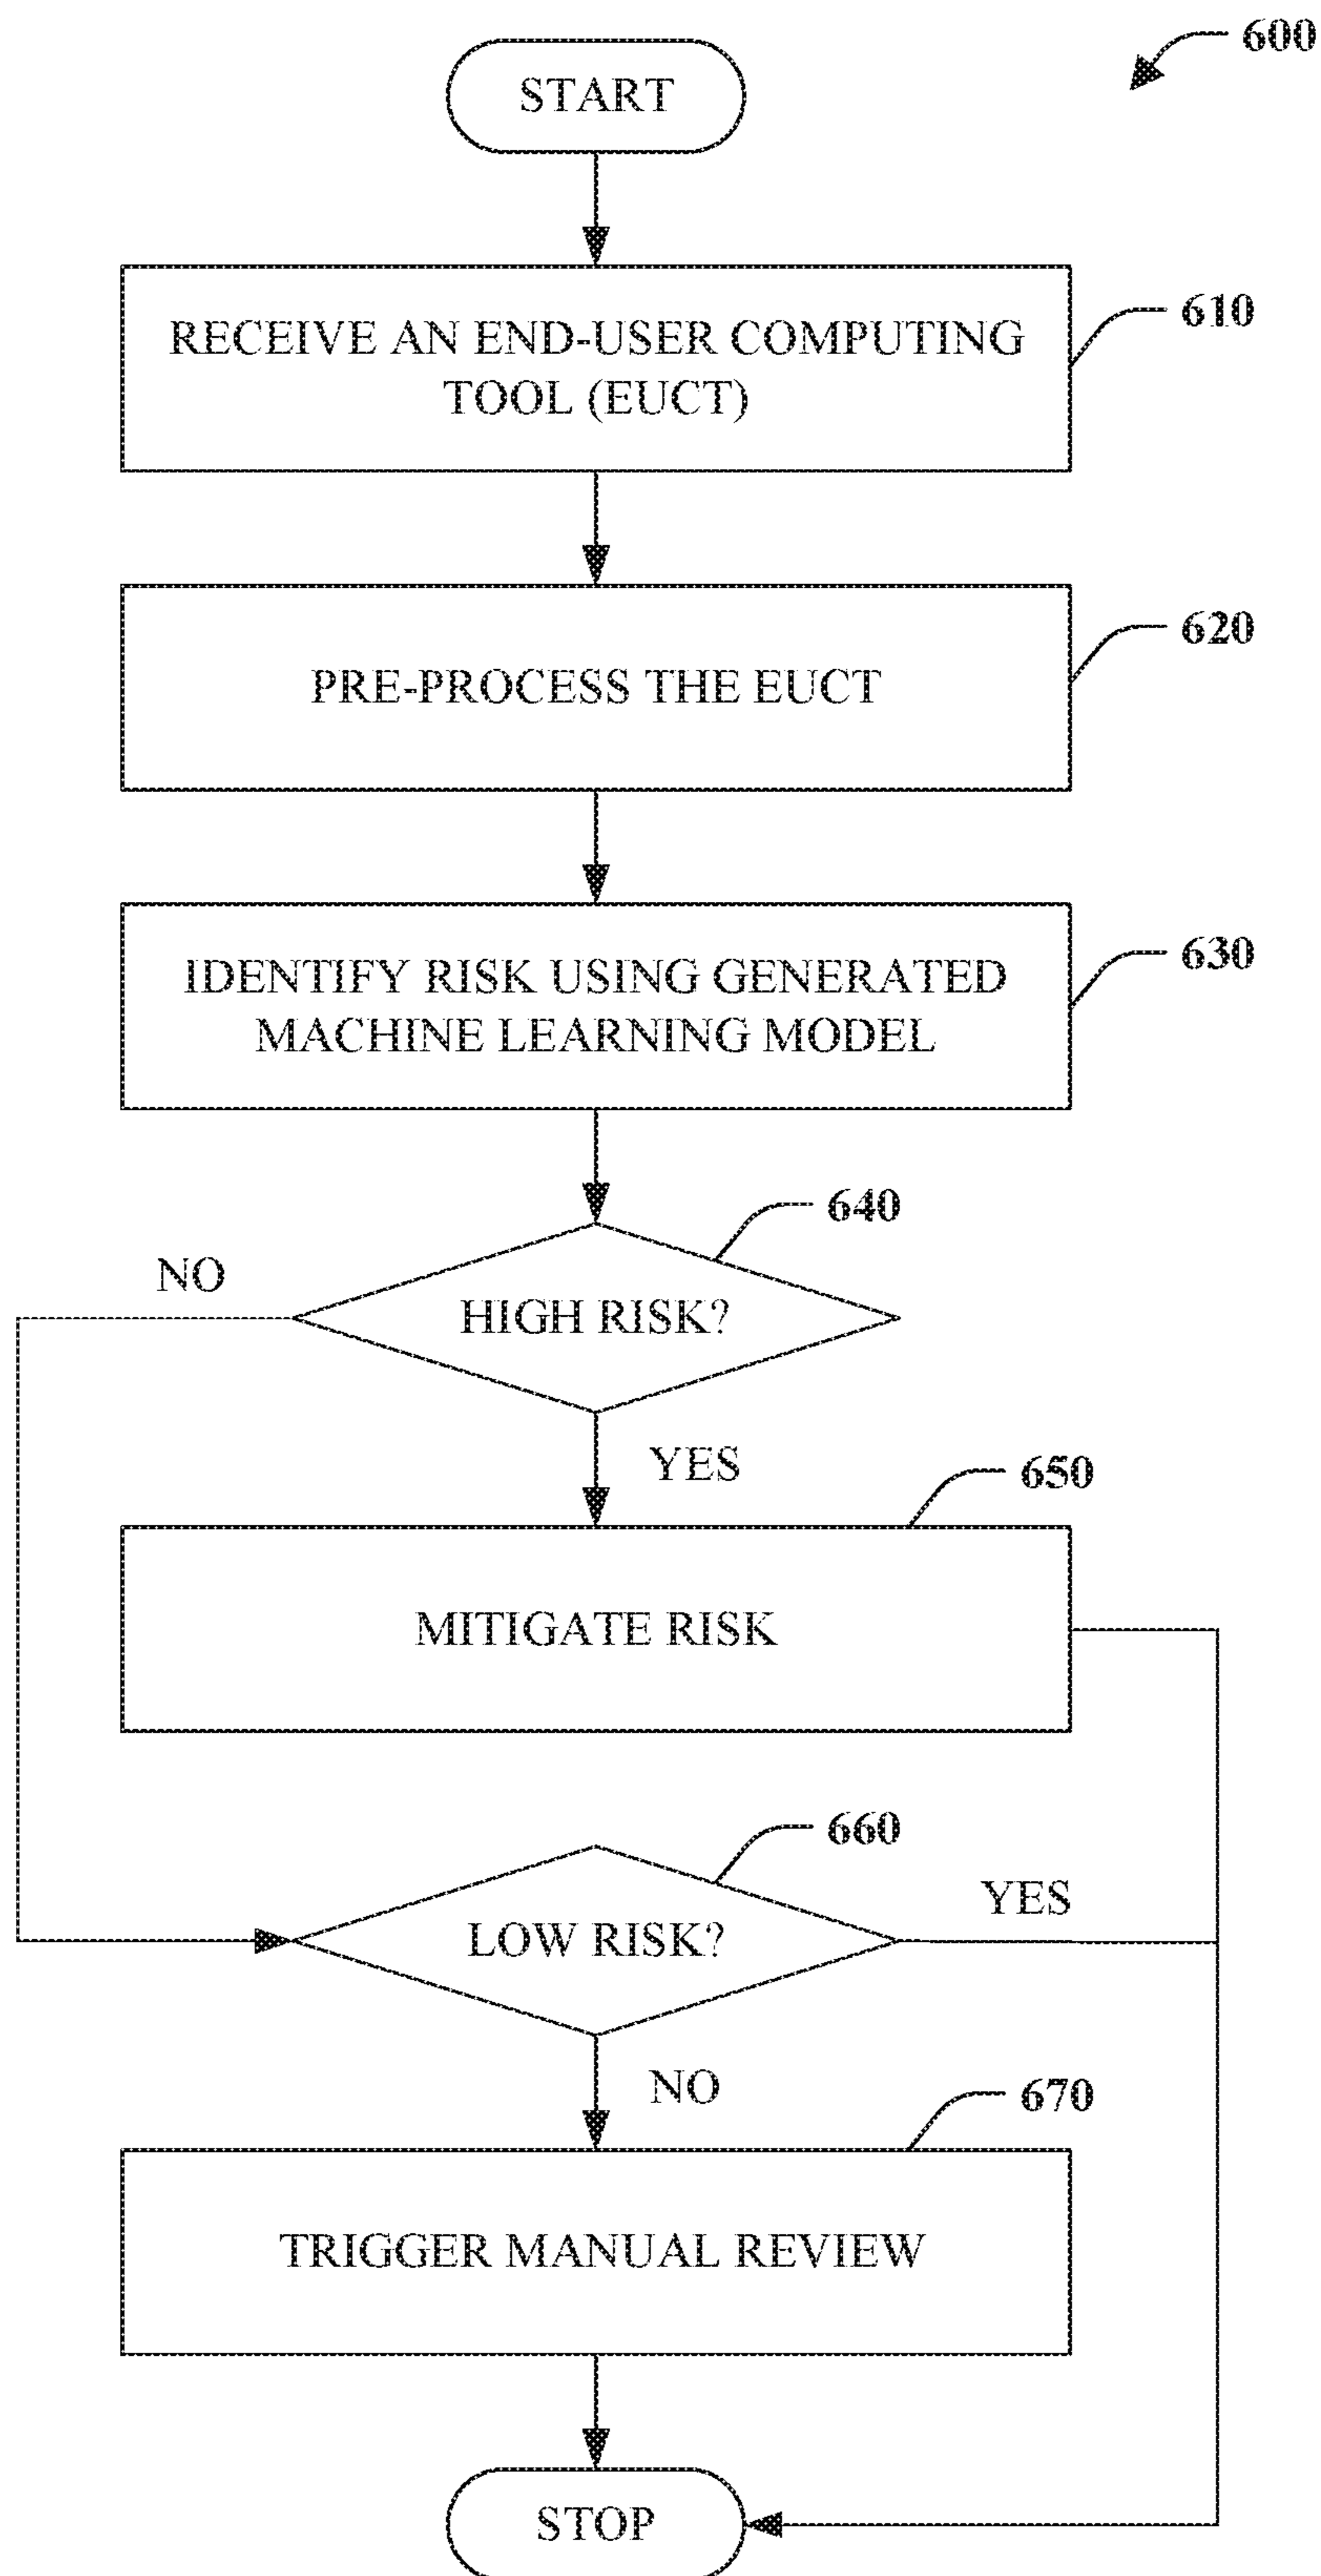 600
START
RECEIVE AN END-USER COMPUTING
TOOL (EUCT)
610
PRE-PROCESS THE EUCT
620
IDENTIFY RISK USING GENERATED
MACHINE LEARNING MODEL
630
640
NO
HIGH RISK?
YES
650
MITIGATE RISK
660
YES
LOW RISK?
NO
670
TRIGGER MANUAL REVIEW
STOP